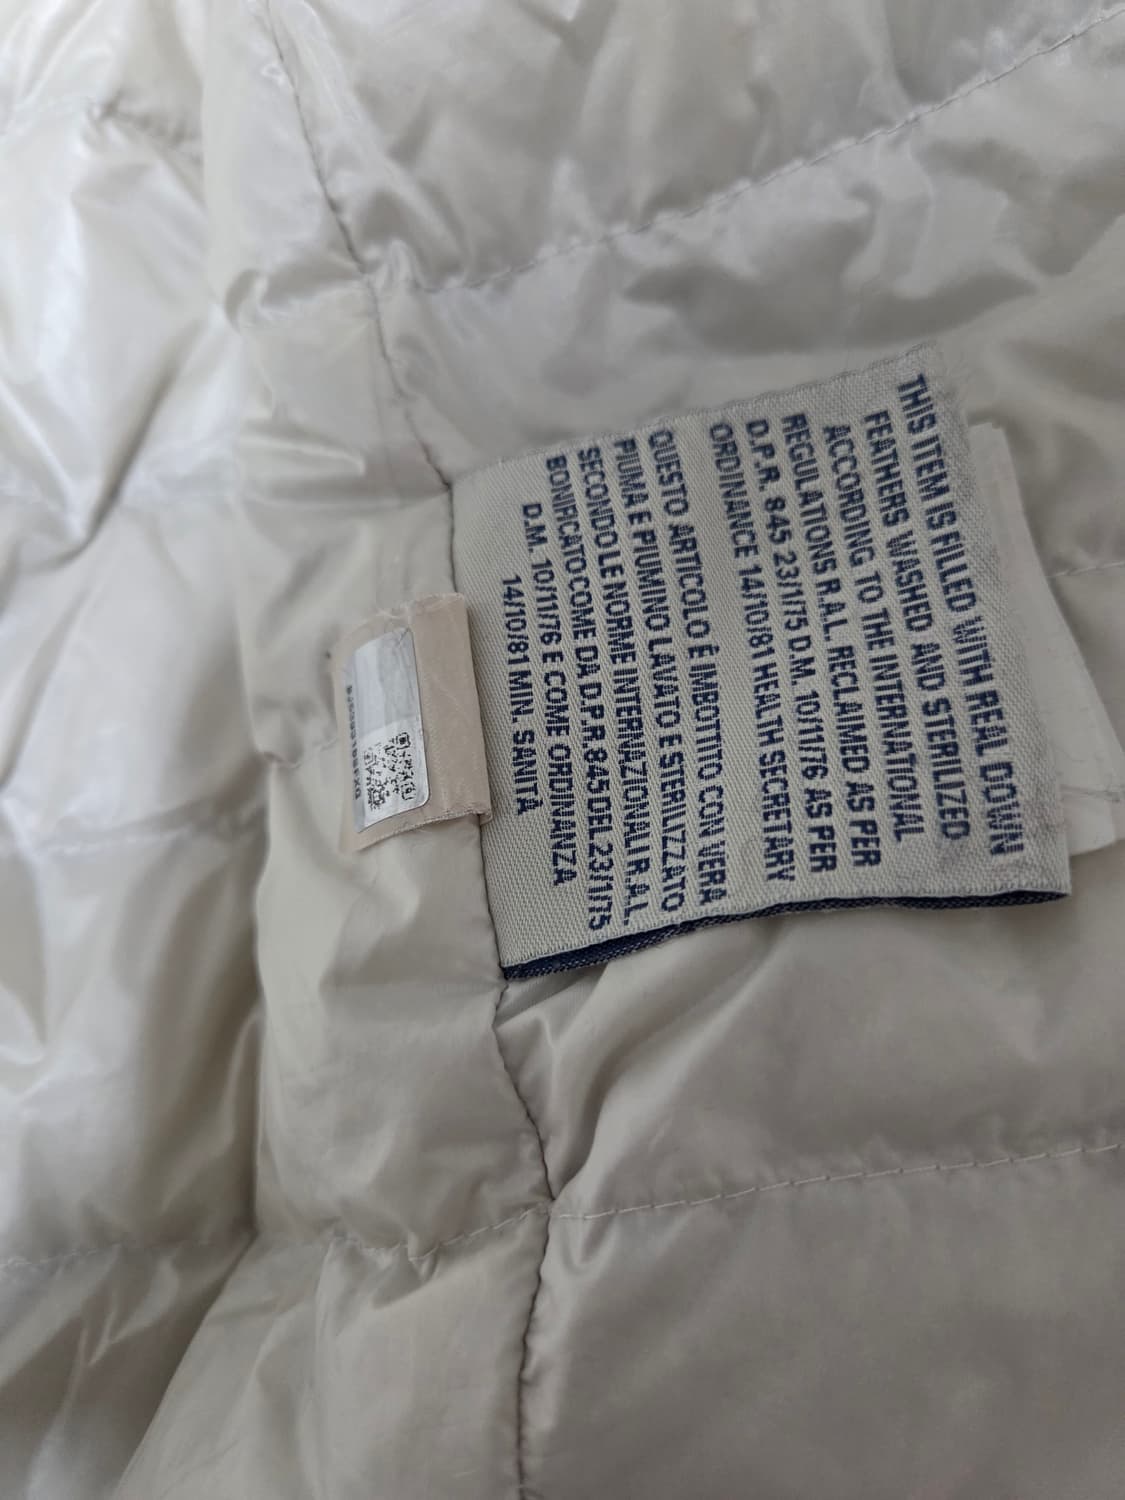 THIS ITEM IS FILLED WITH REAL DOWN
FEATHERS WASHED AND STERILIZED
ACCORDING TO THE INTERNATIONAL
REGULATIONS R.A.L. RECLAIMED AS PER
D.P.R. 845 23/1/75 D.M. 10/11/76 AS PER
ORDINANCE 14/10/81 HEALTH SECRETARY
QUESTO ARTICOLO È IMBOTTITO CON VERA
PIUMA E PIUMINO LAVATO E STERILIZZATO
SECONDO LE NORME INTERNAZIONALI R.A.L.
BONIFICATO COME DA D.P.R. 845 DEL 23/1/75
D.M. 10/11/76 E COME ORDINANZA
14/10/81 MIN. SANITÀ